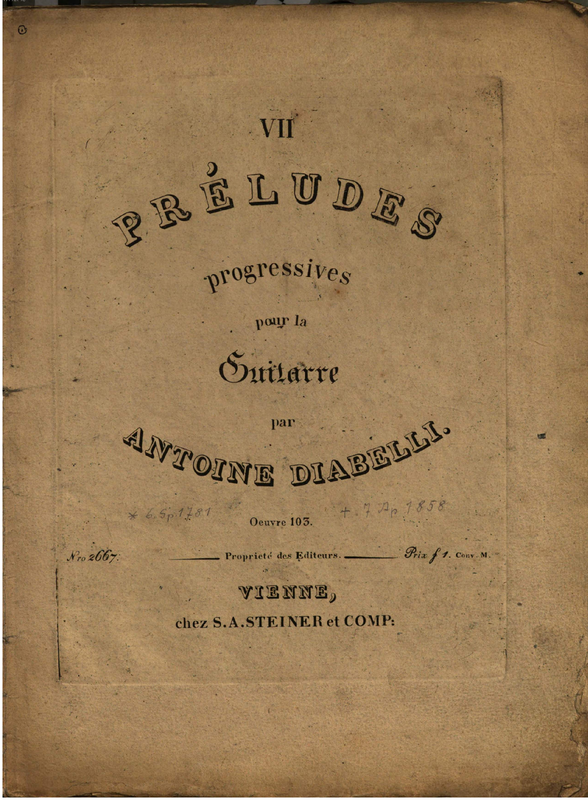 VII
PRÉLUDES
progressives
pour la
Guitarre
par
ANTOINE DIABELLI.
* 6. Sp. 1781 +. 7 Ap. 1858
Oeuvre 103.
Nro 2667. Proprieté des Editeurs. Prix f 1. Conv. M.
VIENNE,
chez S.A. STEINER et COMP: